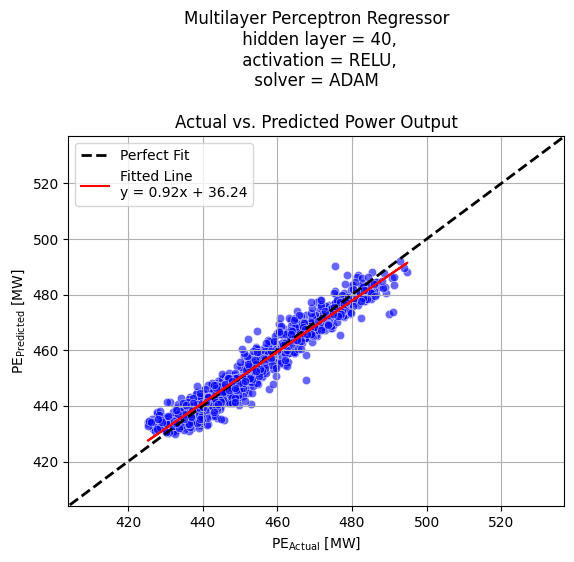 Multilayer Perceptron Regressor
hidden layer = 40,
activation = RELU,
solver = ADAM
Actual vs. Predicted Power Output
Perfect Fit
Fitted Line
y = 0.92x + 36.24
520
500
480
460
440
420
PE_Predicted [MW]
420 440 460 480 500 520
PE_Actual [MW]